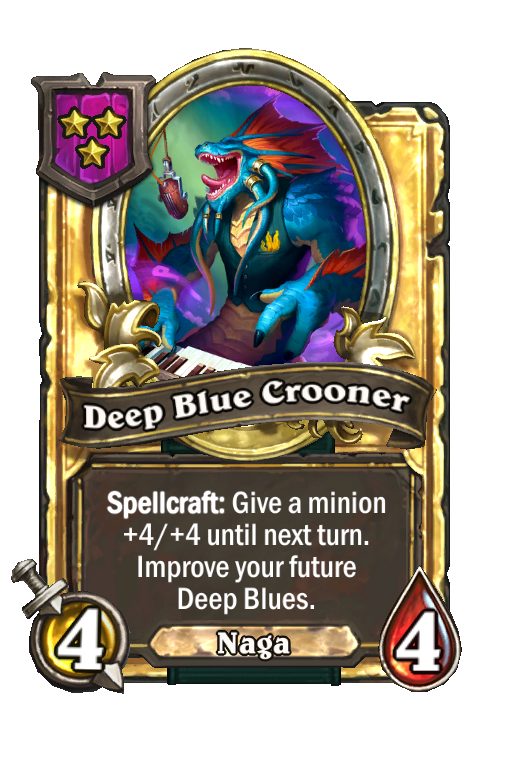 Deep Blue Crooner
Spellcraft: Give a minion
+4/+4 until next turn.
Improve your future
Deep Blues.
4
Naga
4